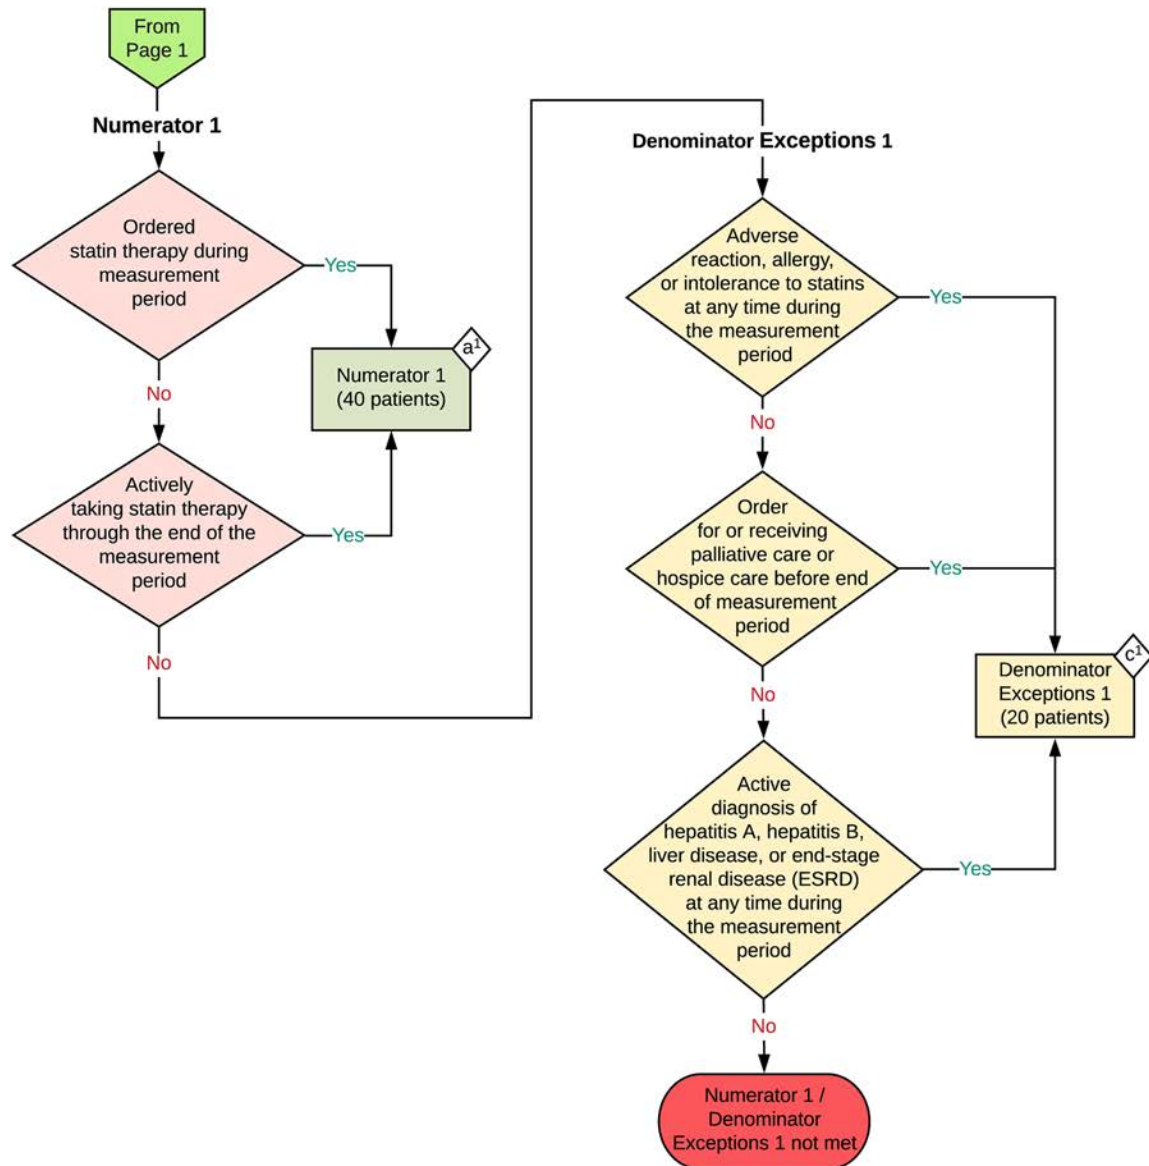 From
Page 1
Numerator 1
Ordered
statin therapy during
measurement
period
Yes
a¹
Numerator 1
(40 patients)
No
Actively
taking statin therapy
through the end of the
measurement
period
Yes
No
Denominator Exceptions 1
Adverse
reaction, allergy,
or intolerance to statins
at any time during
the measurement
period
Yes
No
Order
for or receiving
palliative care or
hospice care before end
of measurement
period
Yes
c¹
Denominator
Exceptions 1
(20 patients)
No
Active
diagnosis of
hepatitis A, hepatitis B,
liver disease, or end-stage
renal disease (ESRD)
at any time during
the measurement
period
Yes
No
Numerator 1 /
Denominator
Exceptions 1 not met